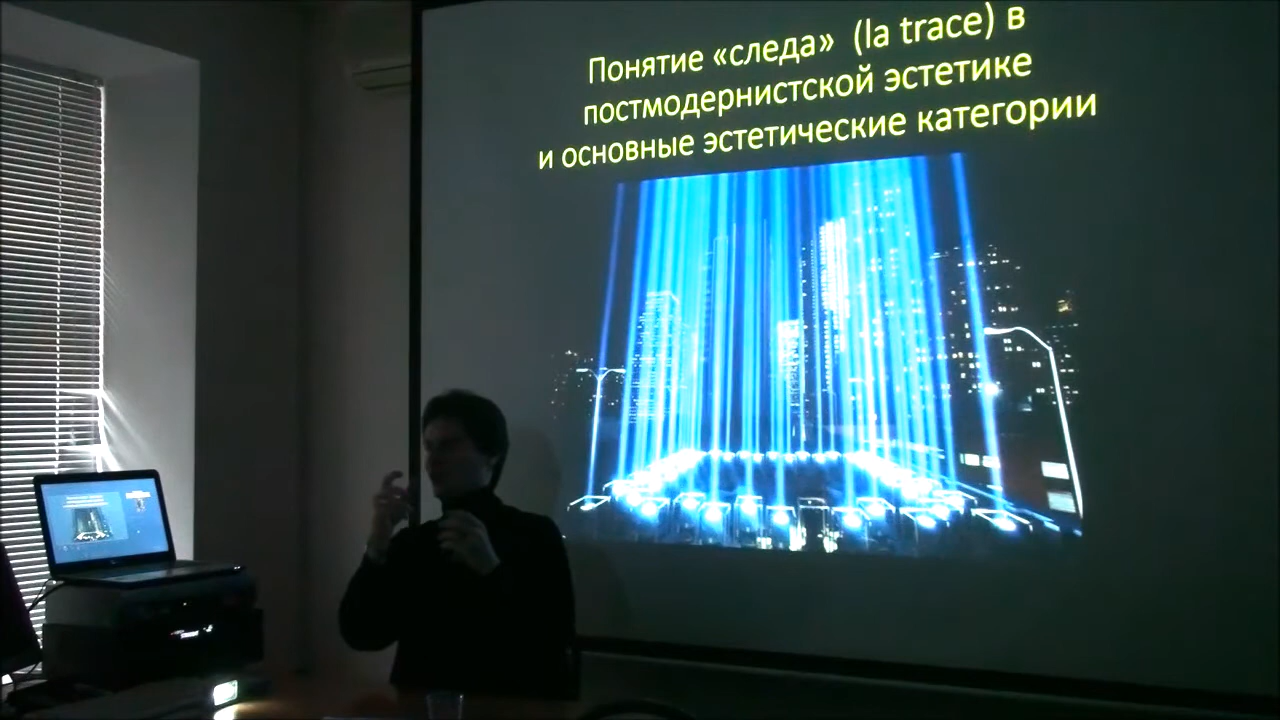 Понятие «следа» (la trace) в
постмодернистской эстетике
и основные эстетические категории